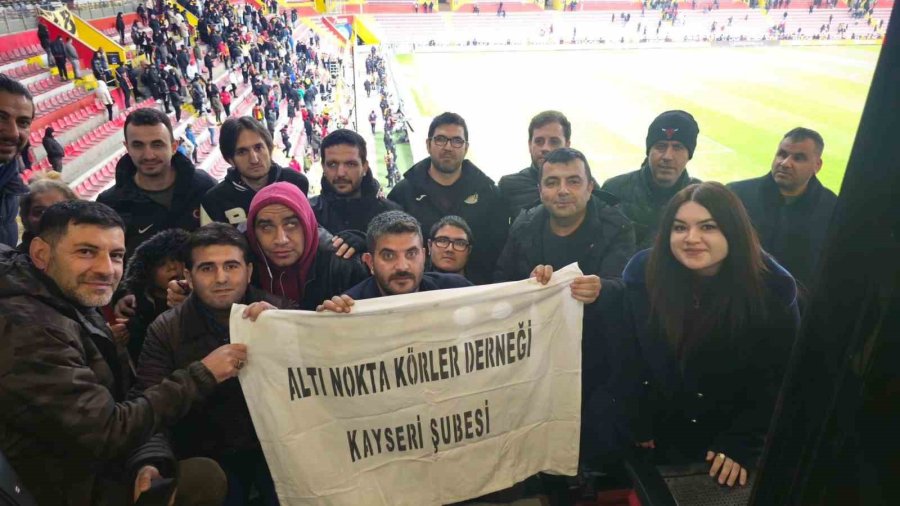 ALTI NOKTA KÖRLER DERNEĞİ
KAYSERİ ŞUBESİ